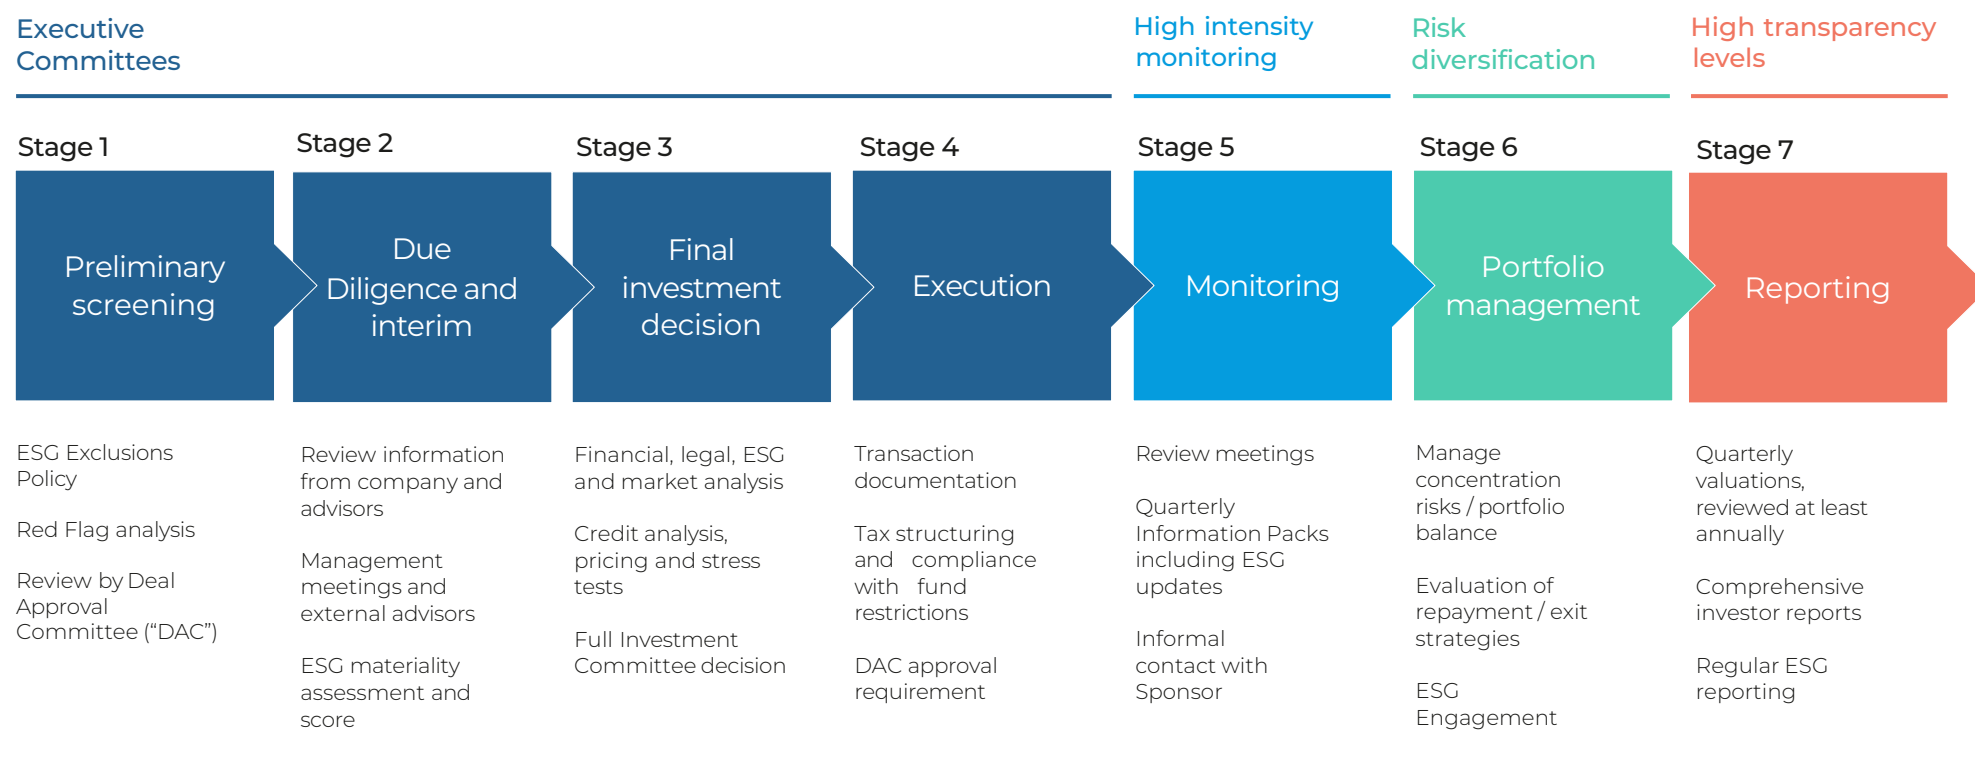 Executive
Committees
High intensity
monitoring
Risk
diversification
High transparency
levels
Stage 1
Stage 2
Stage 3
Stage 4
Stage 5
Stage 6
Stage 7
Preliminary
screening
Due
Diligence and
interim
Final
investment
decision
Execution
Monitoring
Portfolio
management
Reporting
ESG Exclusions
Policy
Red Flag analysis
Review by Deal
Approval
Committee (“DAC”)
Review information
from company and
advisors
Management
meetings and
external advisors
ESG materiality
assessment and
score
Financial, legal, ESG
and market analysis
Credit analysis,
pricing and stress
tests
Full Investment
Committee decision
Transaction
documentation
Tax structuring
and compliance
with fund
restrictions
DAC approval
requirement
Review meetings
Quarterly
Information Packs
including ESG
updates
Informal
contact with
Sponsor
Manage
concentration
risks / portfolio
balance
Evaluation of
repayment / exit
strategies
ESG
Engagement
Quarterly
valuations,
reviewed at least
annually
Comprehensive
investor reports
Regular ESG
reporting